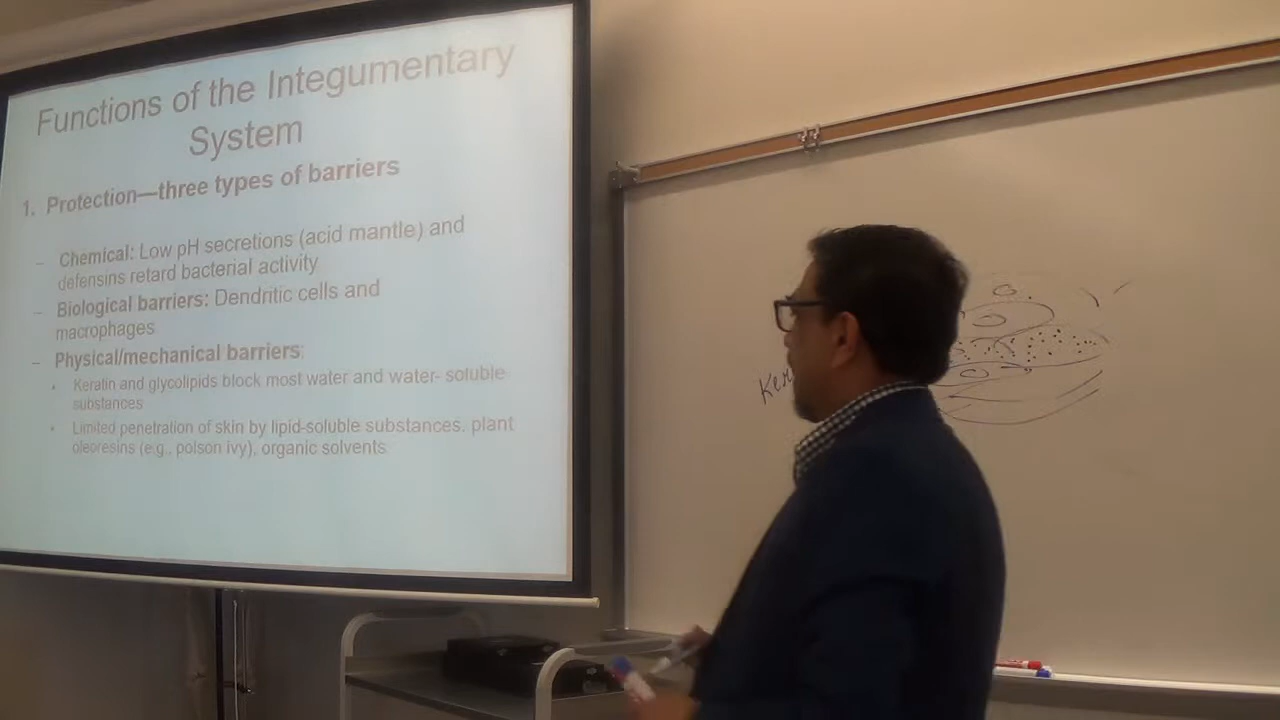 Functions of the Integumentary
System
1. Protection—three types of barriers
– Chemical: Low pH secretions (acid mantle) and
defensins retard bacterial activity
– Biological barriers: Dendritic cells and
macrophages
– Physical/mechanical barriers:
• Keratin and glycolipids block most water and water- soluble
substances
• Limited penetration of skin by lipid-soluble substances, plant
oleoresins (e.g., poison ivy), organic solvents
Ker